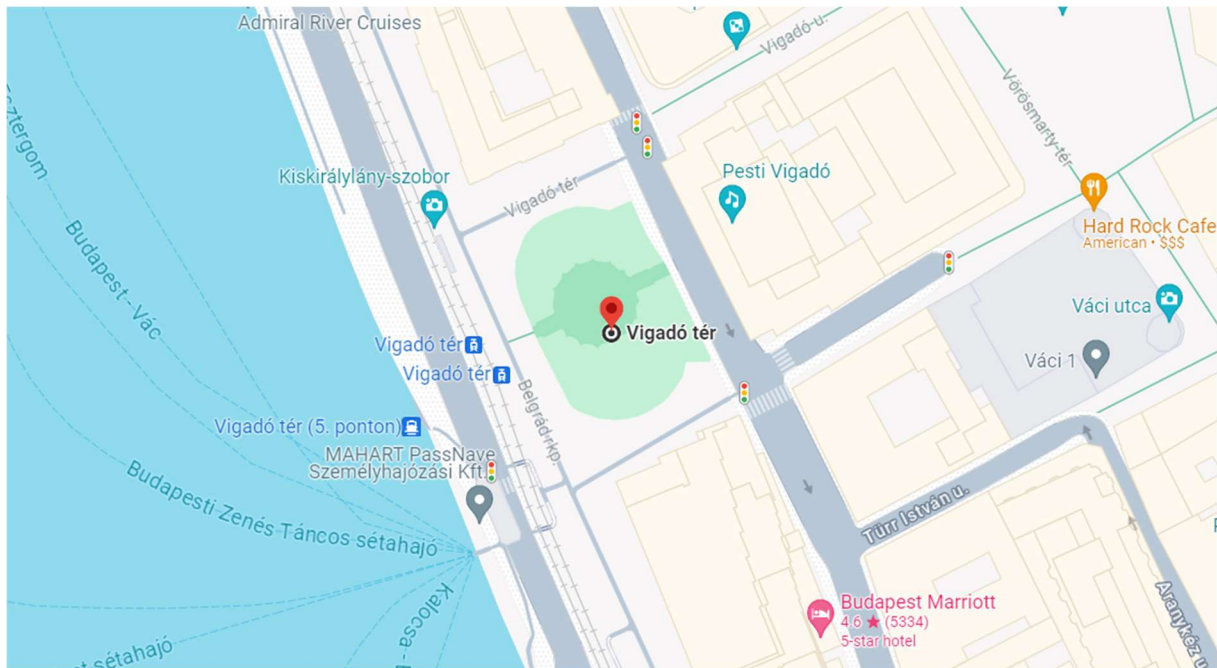 Admiral River Cruises
Vigadó u.
Vörösmarty tér
Esztergom
Budapest - Vác
Kiskirálylány-szobor
Vigadó tér
Pesti Vigadó
Hard Rock Cafe
American • $$$
Váci utca
Váci 1
Vigadó tér
Vigadó tér
Vigadó tér
Belgrád rkp.
Vigadó tér (5. ponton)
MAHART PassNave
Személyhajózási Kft.
Budapesti Zenés Táncos sétahajó
Kalocsa -
sétahajó
Türr István u.
Aranykéz u
Budapest Marriott
4.6 ★ (5334)
5-star hotel